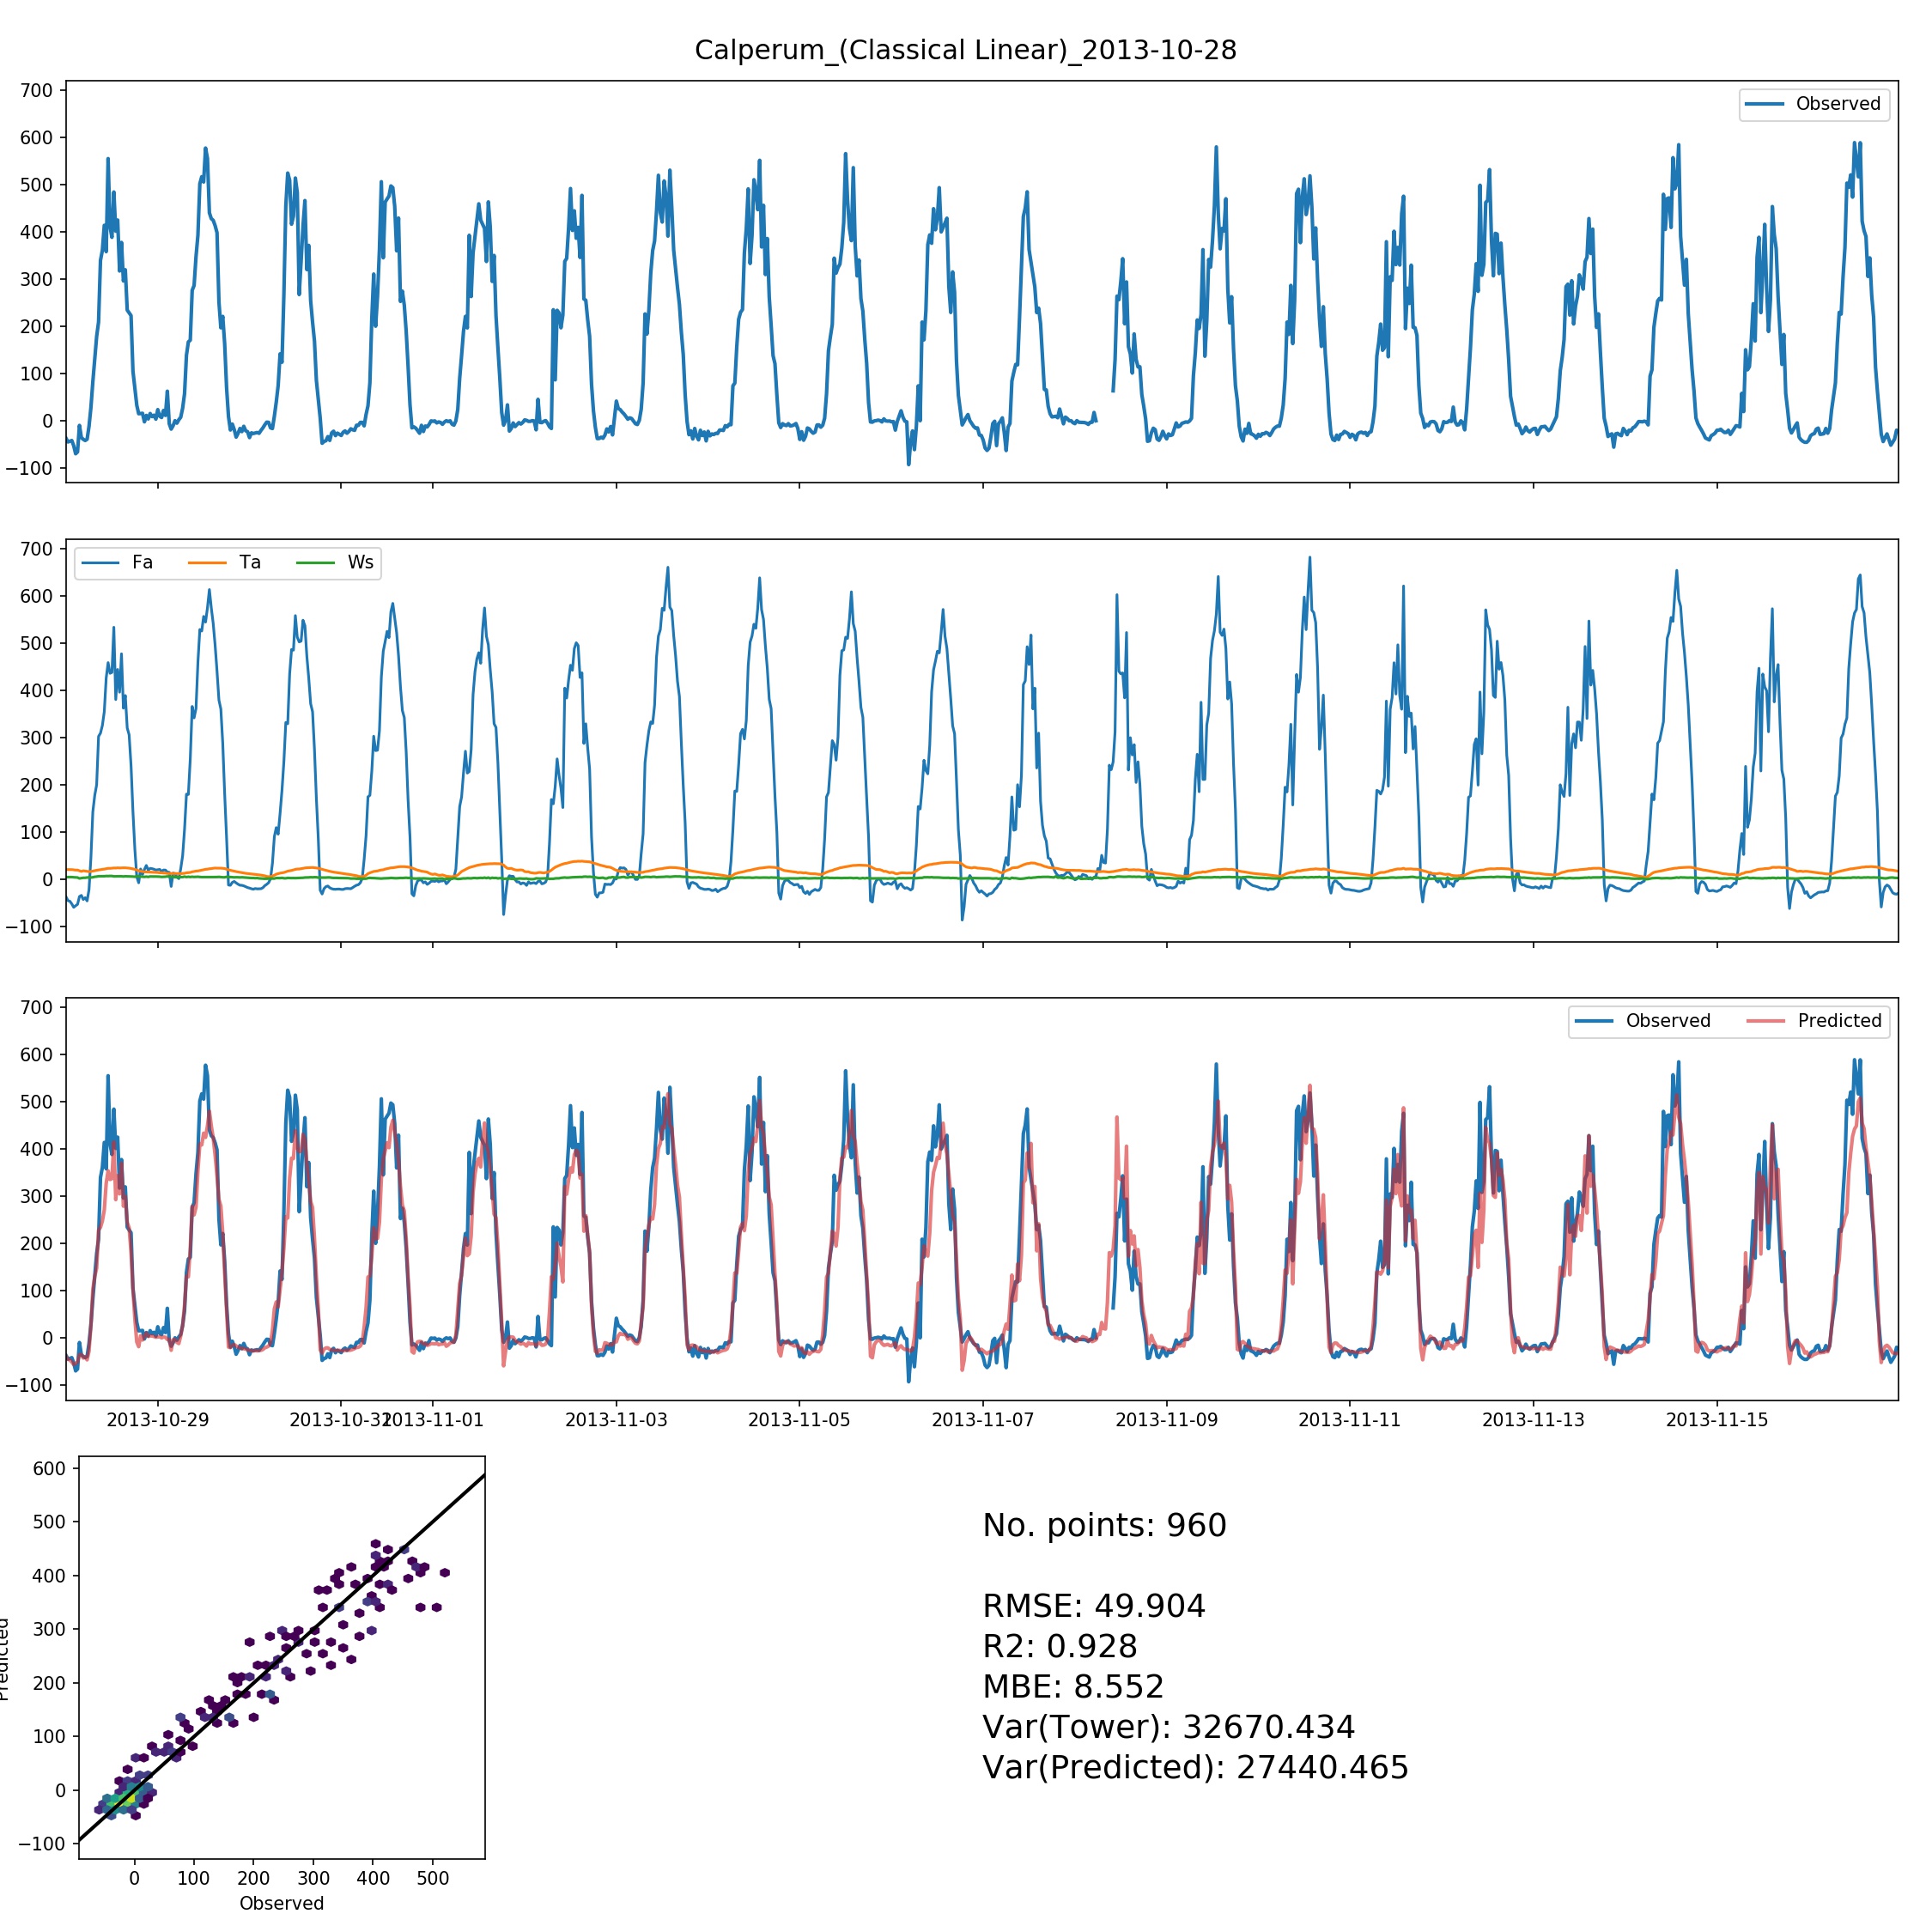 Calperum_(Classical Linear)_2013-10-28
700
600
500
400
300
200
100
0
−100
Observed
700
600
500
400
300
200
100
0
−100
Fa Ta Ws
700
600
500
400
300
200
100
0
−100
Observed Predicted
2013-10-29 2013-10-31 2013-11-01 2013-11-03 2013-11-05 2013-11-07 2013-11-09 2013-11-11 2013-11-13 2013-11-15
600
500
400
300
200
100
0
−100
Predicted
0 100 200 300 400 500
Observed
No. points: 960
RMSE: 49.904
R2: 0.928
MBE: 8.552
Var(Tower): 32670.434
Var(Predicted): 27440.465